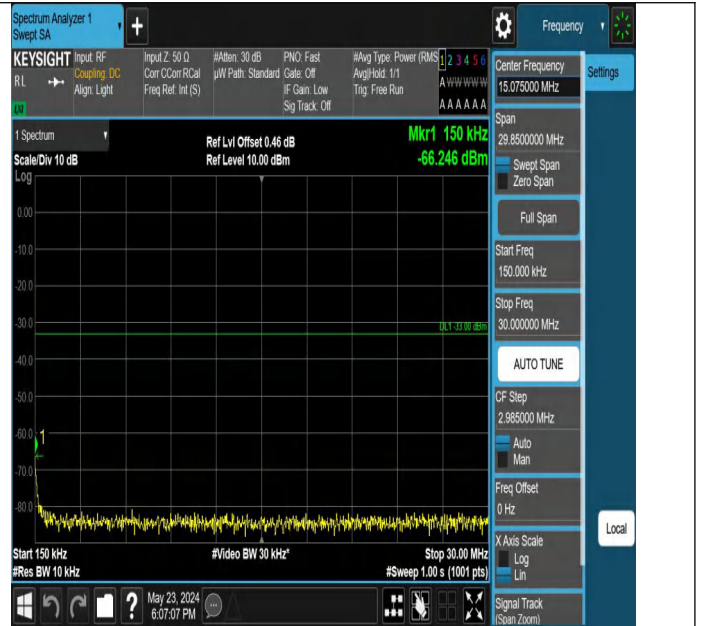 Spectrum Analyzer 1
Swept SA
+
Frequency
KEYSIGHT
RL
LXI
Input: RF
Coupling: DC
Align: Light
Input Z: 50 Ω
Corr CCorr RCal
Freq Ref: Int (S)
#Atten: 30 dB
µW Path: Standard
PNO: Fast
Gate: Off
IF Gain: Low
Sig Track: Off
#Avg Type: Power (RMS
Avg|Hold: 1/1
Trig: Free Run
1 2 3 4 5 6
A W W W W W
A A A A A A
1 Spectrum
Scale/Div 10 dB
Log
Ref Lvl Offset 0.46 dB
Ref Level 10.00 dBm
Mkr1 150 kHz
-66.246 dBm
0.00
-10.0
-20.0
-30.0
-40.0
-50.0
-60.0
-70.0
-80.0
DL1 -33.00 dBm
1
Start 150 kHz
#Res BW 10 kHz
#Video BW 30 kHz*
Stop 30.00 MHz
#Sweep 1.00 s (1001 pts)
Center Frequency
15.075000 MHz
Settings
Span
29.8500000 MHz
Swept Span
Zero Span
Full Span
Start Freq
150.000 kHz
Stop Freq
30.000000 MHz
AUTO TUNE
CF Step
2.985000 MHz
Auto
Man
Freq Offset
0 Hz
X Axis Scale
Log
Lin
Signal Track
(Span Zoom)
Local
?
May 23, 2024
6:07:07 PM